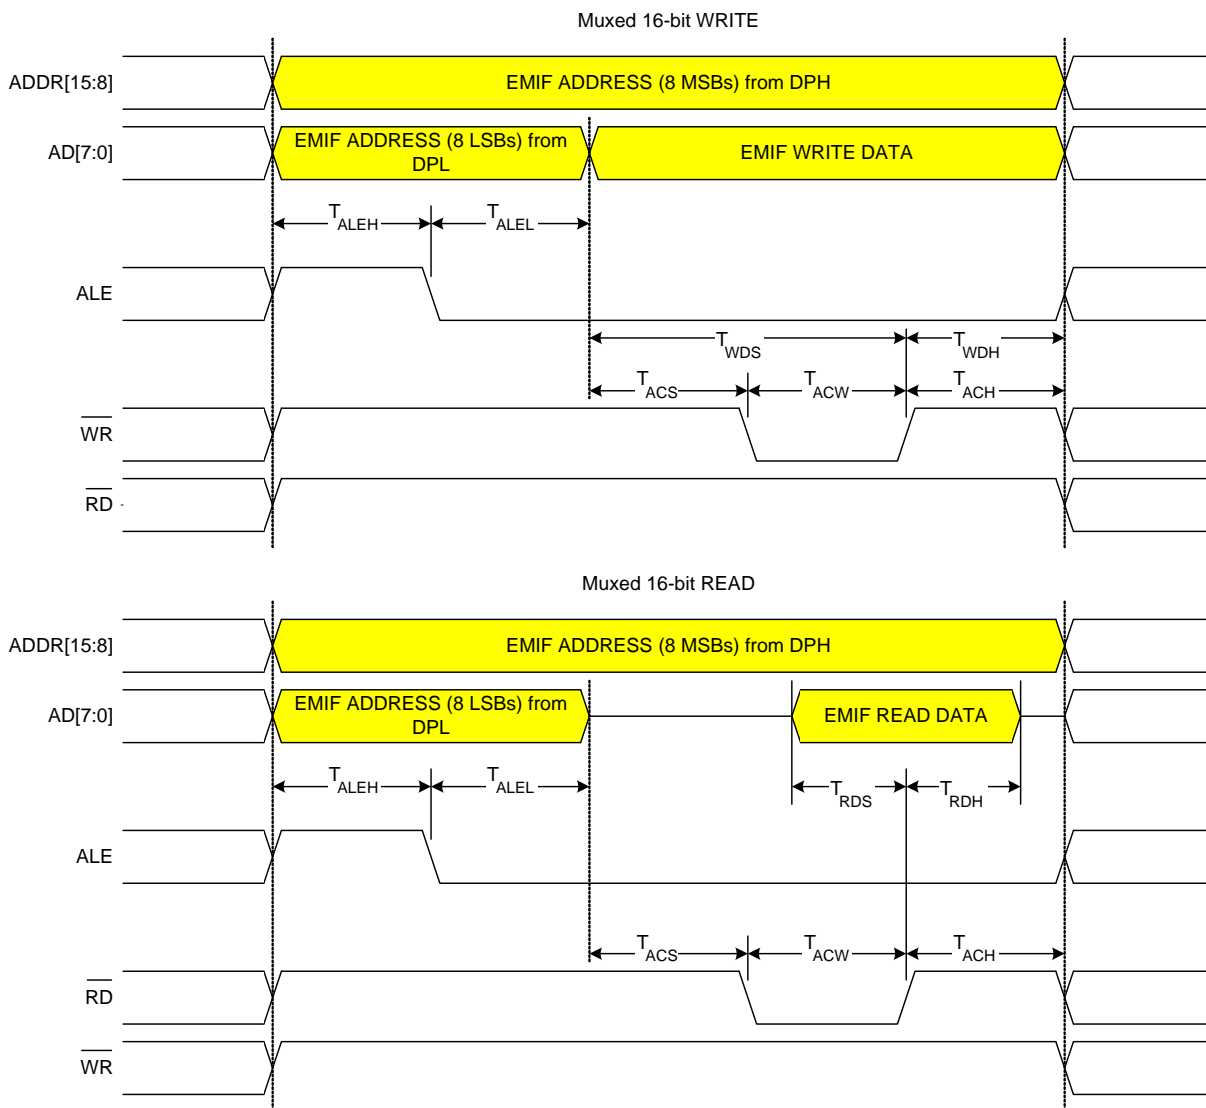 Muxed 16-bit WRITE
ADDR[15:8]
EMIF ADDRESS (8 MSBs) from DPH
AD[7:0]
EMIF ADDRESS (8 LSBs) from
DPL
EMIF WRITE DATA
TALEH
TALEL
ALE
TWDS
TWDH
TACS
TACW
TACH
WR
RD
Muxed 16-bit READ
ADDR[15:8]
EMIF ADDRESS (8 MSBs) from DPH
AD[7:0]
EMIF ADDRESS (8 LSBs) from
DPL
EMIF READ DATA
TALEH
TALEL
TRDS
TRDH
ALE
TACS
TACW
TACH
RD
WR